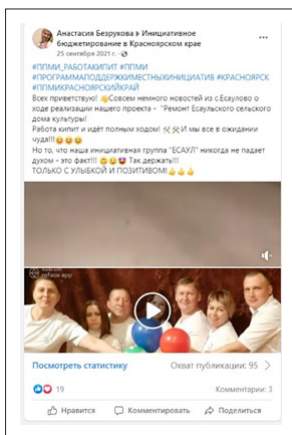 Анастасия Безрукова ▸ Инициативное
бюджетирование в Красноярском крае
25 сентября 2021 г. ·
#ППМИ_РАБОТАКИПИТ #ППМИ
#ПРОГРАММАПОДДЕРЖКИМЕСТНЫХИНИЦИАТИВ #КРАСНОЯРСК
#ППМИКРАСНОЯРСКИЙКРАЙ
Всех приветствую! 👋Совсем немного новостей из с.Есаулово о
ходе реализации нашего проекта - "Ремонт Есаульского сельского
дома культуры!
Работа кипит и идёт полным ходом! 🛠🛠И мы все в ожидании
чуда!!!😃😃😃
Но то, что наша инициативная группа "ЕСАУЛ" никогда не падает
духом - это факт!!! Так держать!!!
ТОЛЬКО С УЛЫБКОЙ И ПОЗИТИВОМ!👍👍👍
Посмотреть статистику
Охват публикации: 95 >
19
Комментарии: 3
Нравится
Комментировать
Поделиться